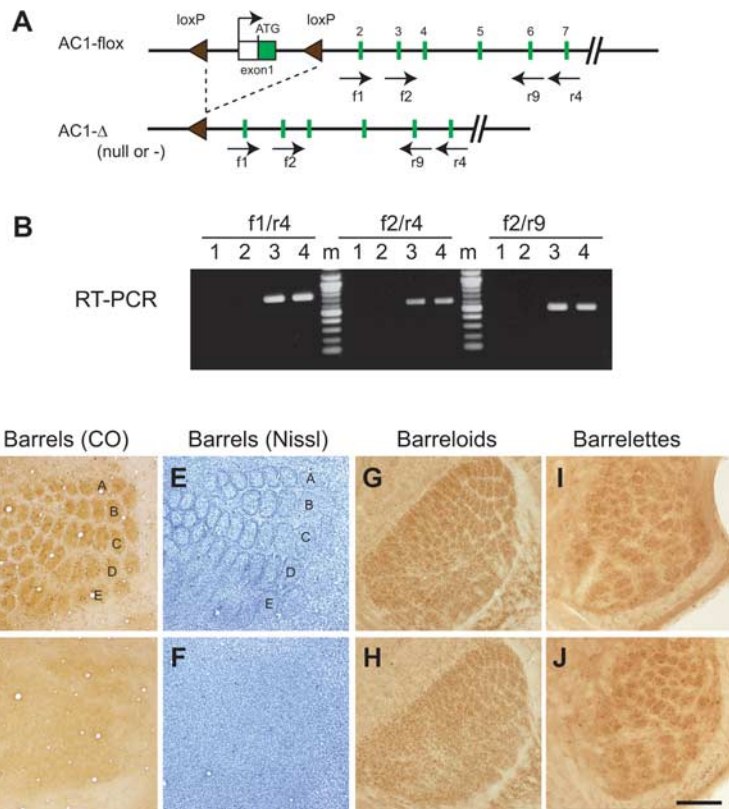 A
loxP
loxP
ATG
AC1-flox
exon1
2 3 4 5 6 7
f1 f2 r9 r4
AC1-Δ
(null or -)
f1 f2 r9 r4
B
f1/r4 f2/r4 f2/r9
1 2 3 4 m 1 2 3 4 m 1 2 3 4
RT-PCR
Barrels (CO) Barrels (Nissl) Barreloids Barrelettes
A
B
C
D
E
E
A
B
C
D
E
G
I
F
H
J